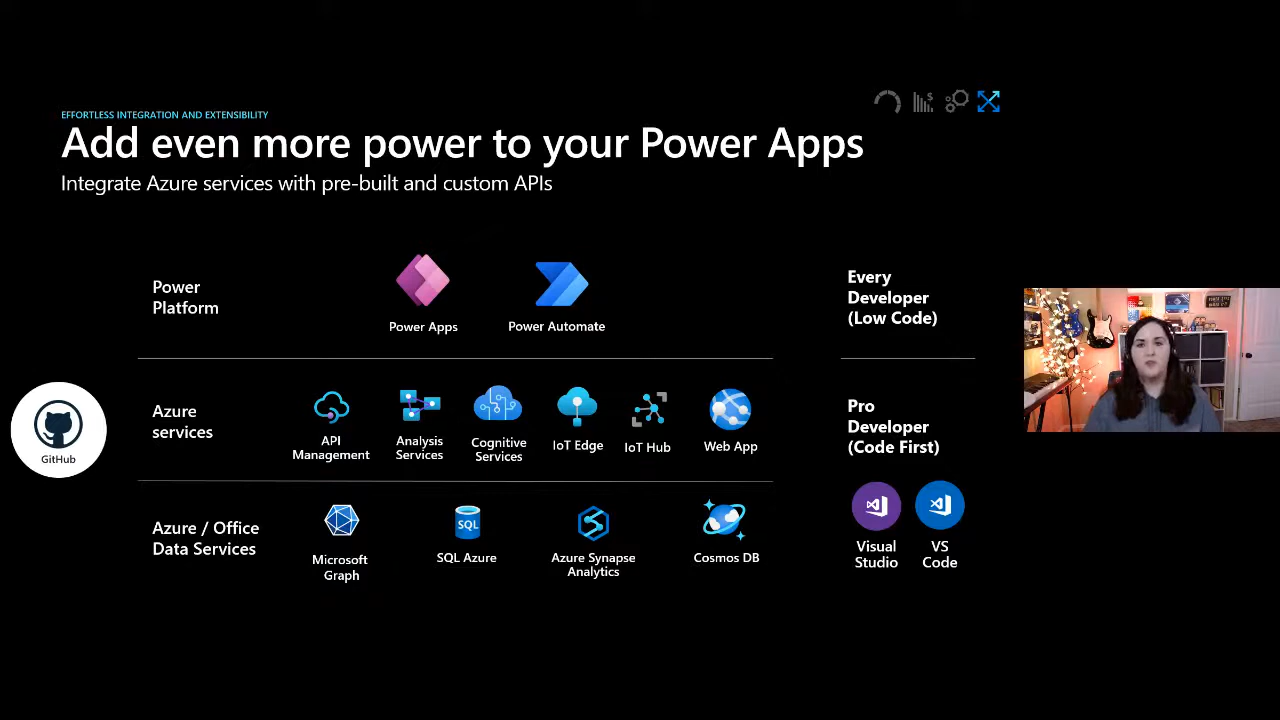 EFFORTLESS INTEGRATION AND EXTENSIBILITY
Add even more power to your Power Apps
Integrate Azure services with pre-built and custom APIs
Power
Platform
Power Apps
Power Automate
Every
Developer
(Low Code)
GitHub
Azure
services
API
Management
Analysis
Services
Cognitive
Services
IoT Edge
IoT Hub
Web App
Pro
Developer
(Code First)
Azure / Office
Data Services
Microsoft
Graph
SQL
SQL Azure
Azure Synapse
Analytics
Cosmos DB
Visual
Studio
VS
Code